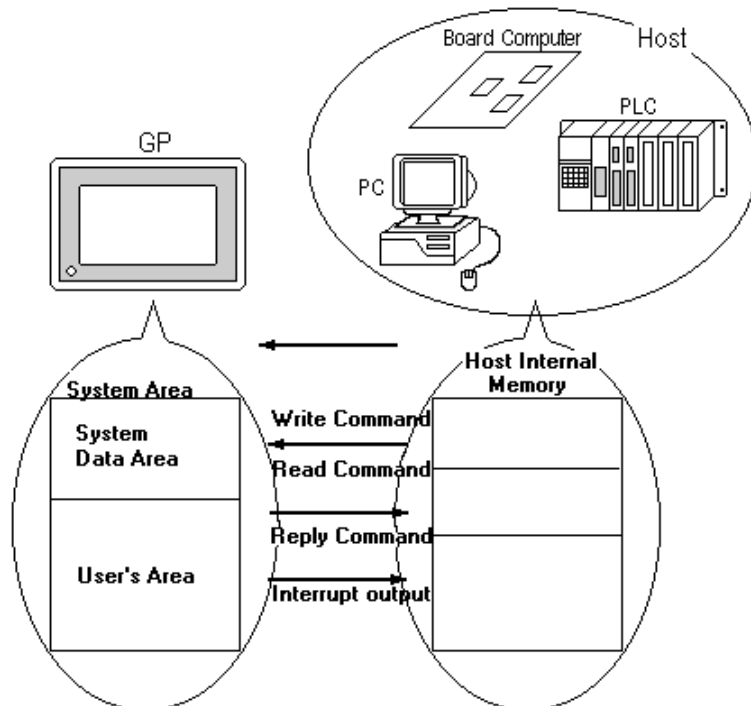 Board Computer
Host
PLC
GP
PC
System Area
System
Data Area
User's Area
Write Command
Read Command
Reply Command
Interrupt output
Host Internal
Memory